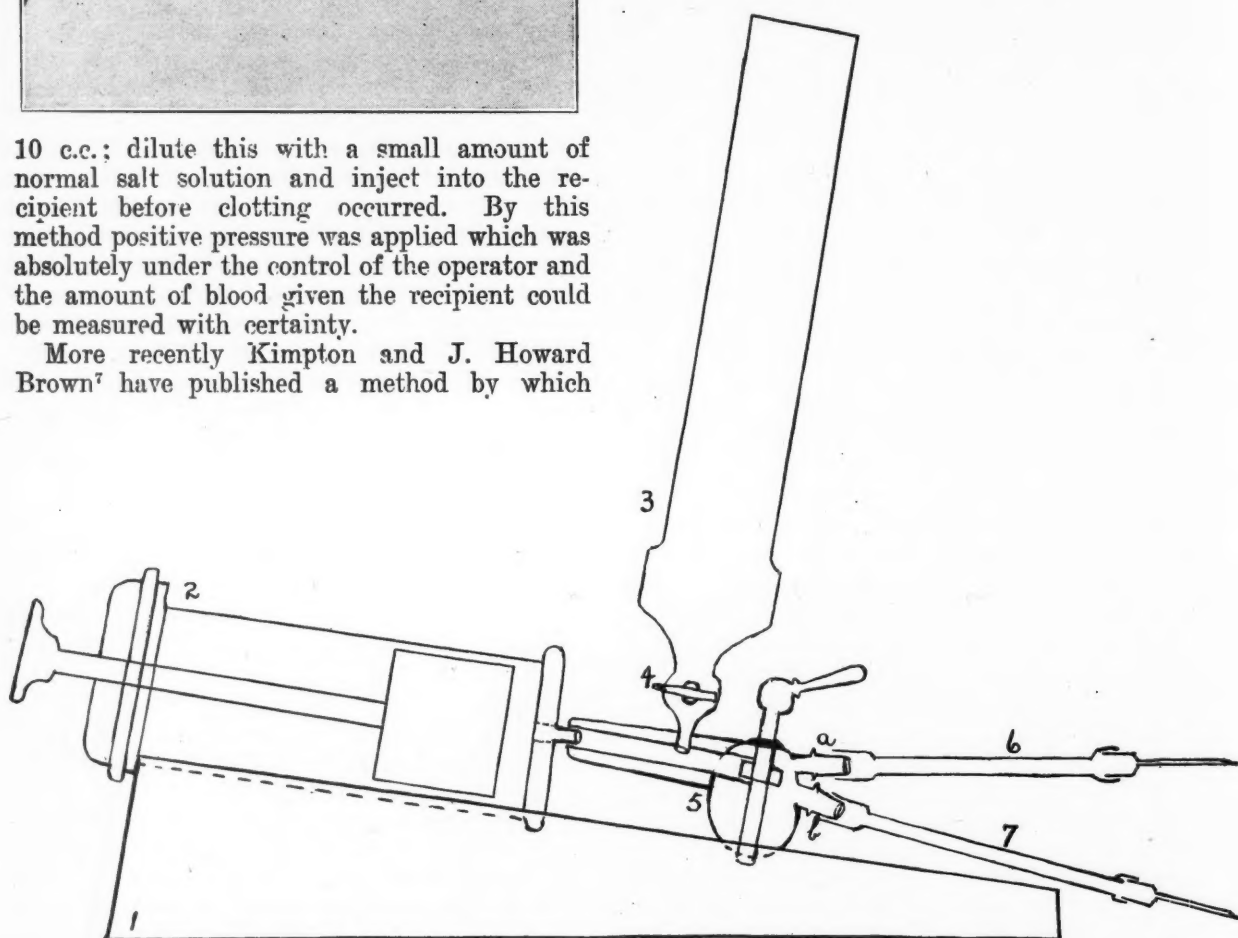 10 c.c.; dilute this with a small amount of
normal salt solution and inject into the re-
cipient before clotting occurred. By this
method positive pressure was applied which was
absolutely under the control of the operator and
the amount of blood given the recipient could
be measured with certainty.
More recently Kimpton and J. Howard
Brown⁷ have published a method by which
3
2
4
a
6
5
b
7
1